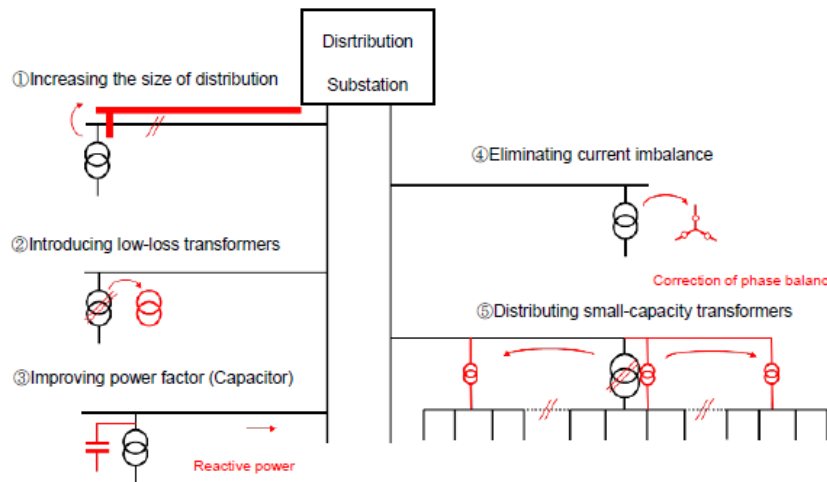 Disrtribution
Substation
①Increasing the size of distribution
④Eliminating current imbalance
②Introducing low-loss transformers
Correction of phase balanc
⑤Distributing small-capacity transformers
③Improving power factor (Capacitor)
Reactive power